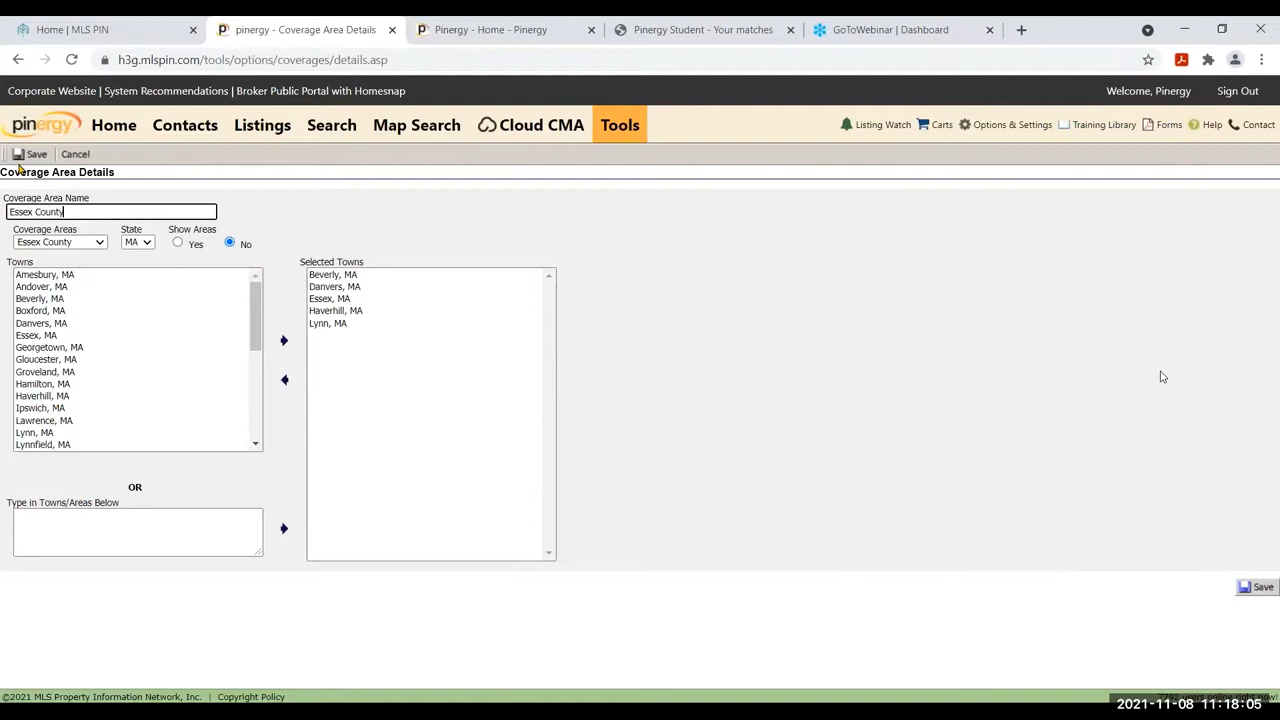 Home | MLS PIN
pinergy - Coverage Area Details
Pinergy - Home - Pinergy
Pinergy Student - Your matches
GoToWebinar | Dashboard
h3g.mlspin.com/tools/options/coverages/details.asp
Corporate Website | System Recommendations | Broker Public Portal with Homesnap
Welcome, Pinergy
Sign Out
pinergy
Home
Contacts
Listings
Search
Map Search
Cloud CMA
Tools
Listing Watch
Carts
Options & Settings
Training Library
Forms
Help
Contact
Save
Cancel
Coverage Area Details
Coverage Area Name
Essex County
Coverage Areas
State
Show Areas
Essex County
MA
Yes
No
Towns
Selected Towns
Amesbury, MA
Andover, MA
Beverly, MA
Boxford, MA
Danvers, MA
Essex, MA
Georgetown, MA
Gloucester, MA
Groveland, MA
Hamilton, MA
Haverhill, MA
Ipswich, MA
Lawrence, MA
Lynn, MA
Lynnfield, MA
Beverly, MA
Danvers, MA
Essex, MA
Haverhill, MA
Lynn, MA
OR
Type in Towns/Areas Below
Save
©2021 MLS Property Information Network, Inc. | Copyright Policy
7792 users online right now!
2021-11-08 11:18:05